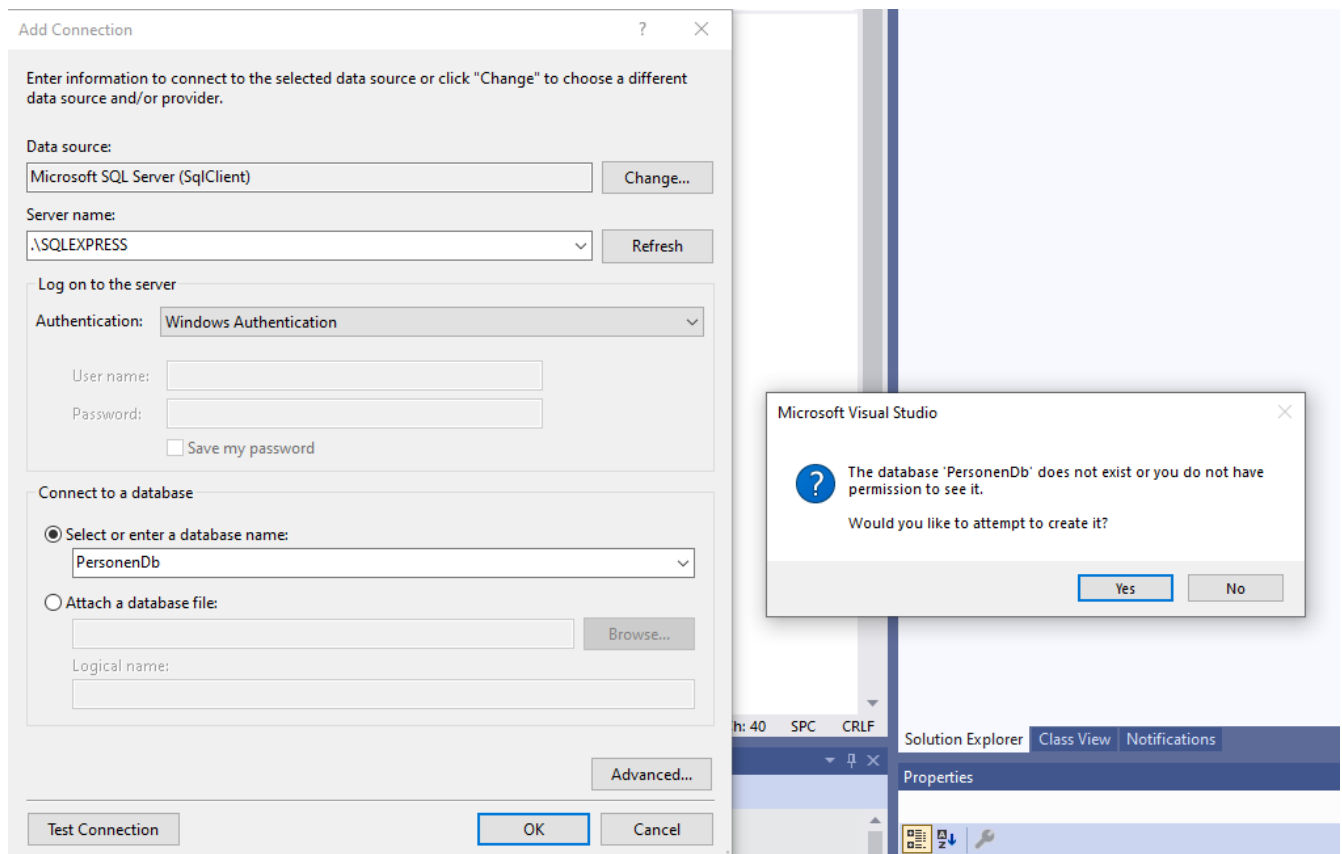 Add Connection
?
Enter information to connect to the selected data source or click "Change" to choose a different
data source and/or provider.
Data source:
Microsoft SQL Server (SqlClient)
Change...
Server name:
.\SQLEXPRESS
Refresh
Log on to the server
Authentication:
Windows Authentication
User name:
Password:
Save my password
Connect to a database
Select or enter a database name:
PersonenDb
Attach a database file:
Browse...
Logical name:
Advanced...
Test Connection
OK
Cancel
Microsoft Visual Studio
The database 'PersonenDb' does not exist or you do not have
permission to see it.
Would you like to attempt to create it?
Yes
No
h: 40 SPC CRLF
Solution Explorer
Class View
Notifications
Properties